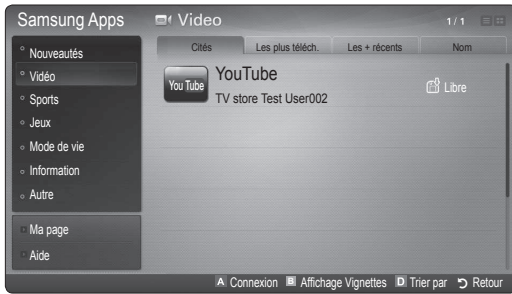 Samsung Apps
Video
1/1
Nouveautés
Vidéo
Sports
Jeux
Mode de vie
Information
Autre
Ma page
Aide
Cités
Les plus téléch.
Les + récents
Nom
You Tube
YouTube
TV store Test User002
Libre
A Connexion B Affichage Vignettes D Trier par Retour